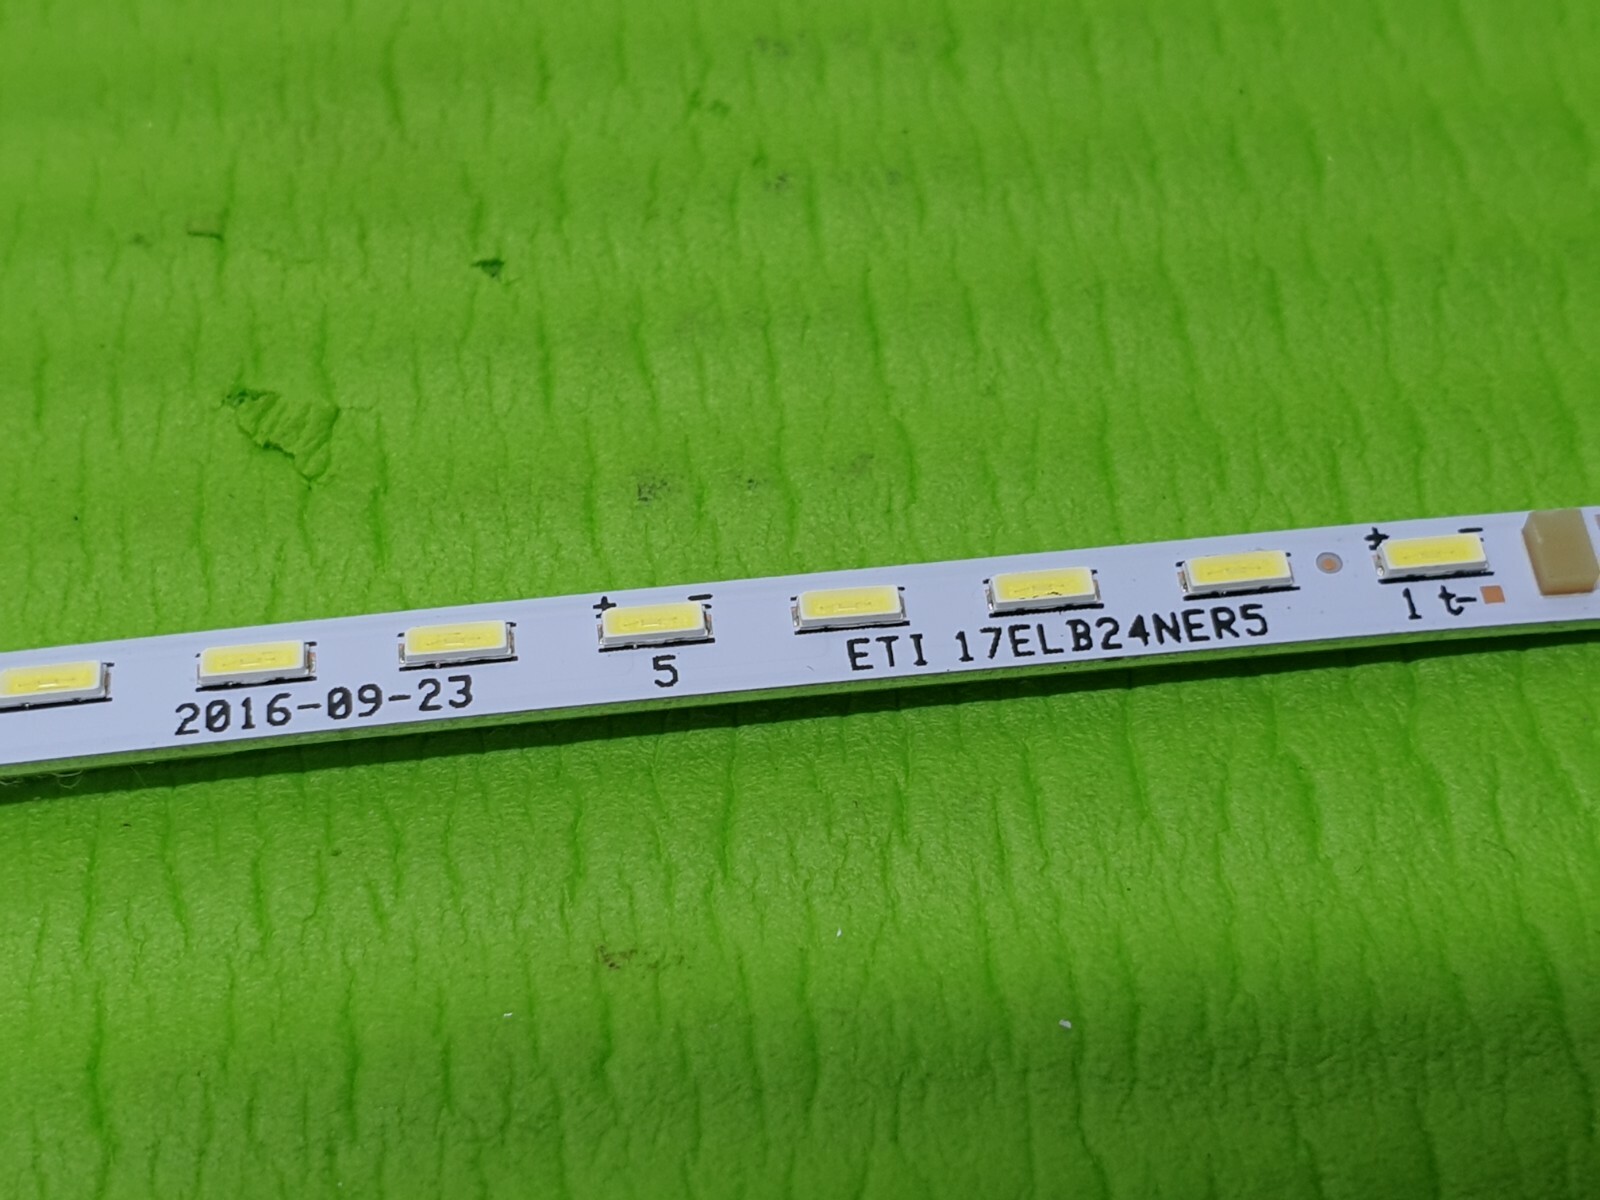 2016-09-23
+ -
5
ETI 17ELB24NER5
+ -
1 t-